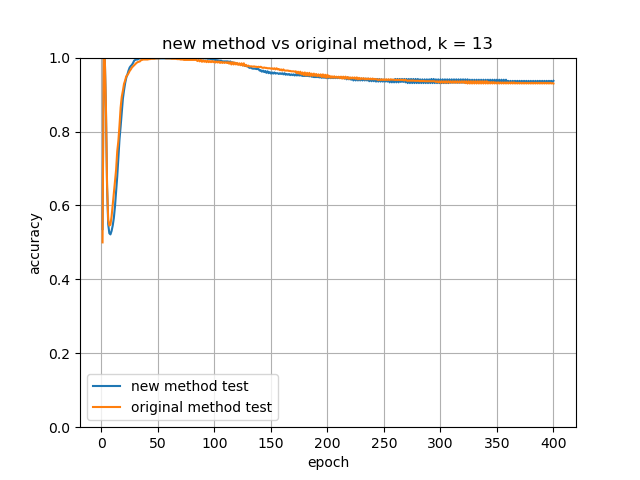 new method vs original method, k = 13
1.0
0.8
0.6
0.4
0.2
0.0
accuracy
new method test
original method test
0 50 100 150 200 250 300 350 400
epoch